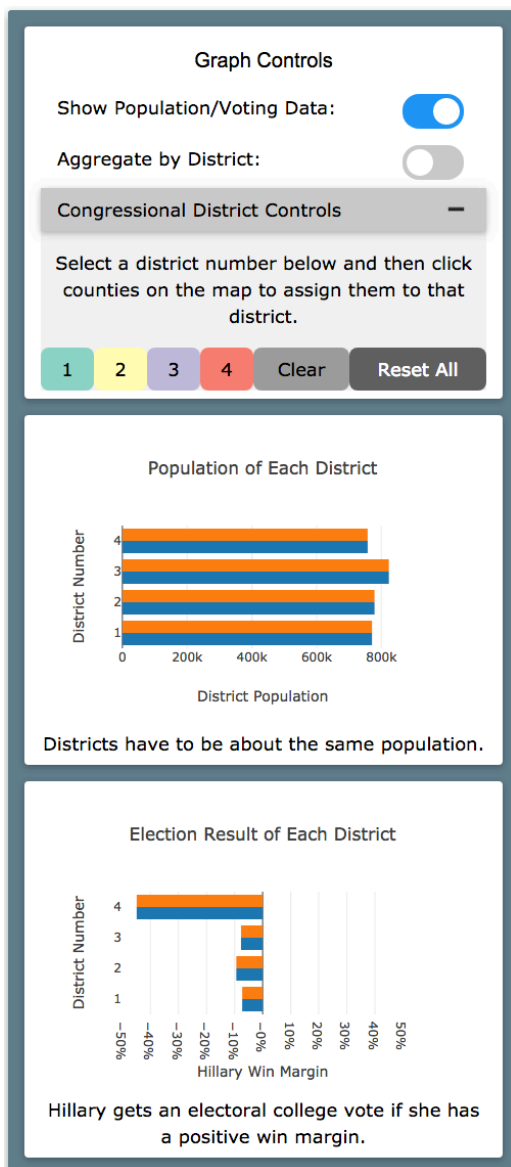 Graph Controls
Show Population/Voting Data:
Aggregate by District:
Congressional District Controls −
Select a district number below and then click
counties on the map to assign them to that
district.
1 2 3 4 Clear Reset All
Population of Each District
District Number
4
3
2
1
0 200k 400k 600k 800k
District Population
Districts have to be about the same population.
Election Result of Each District
District Number
4
3
2
1
−50% −40% −30% −20% −10% −0% 10% 20% 30% 40% 50%
Hillary Win Margin
Hillary gets an electoral college vote if she has
a positive win margin.